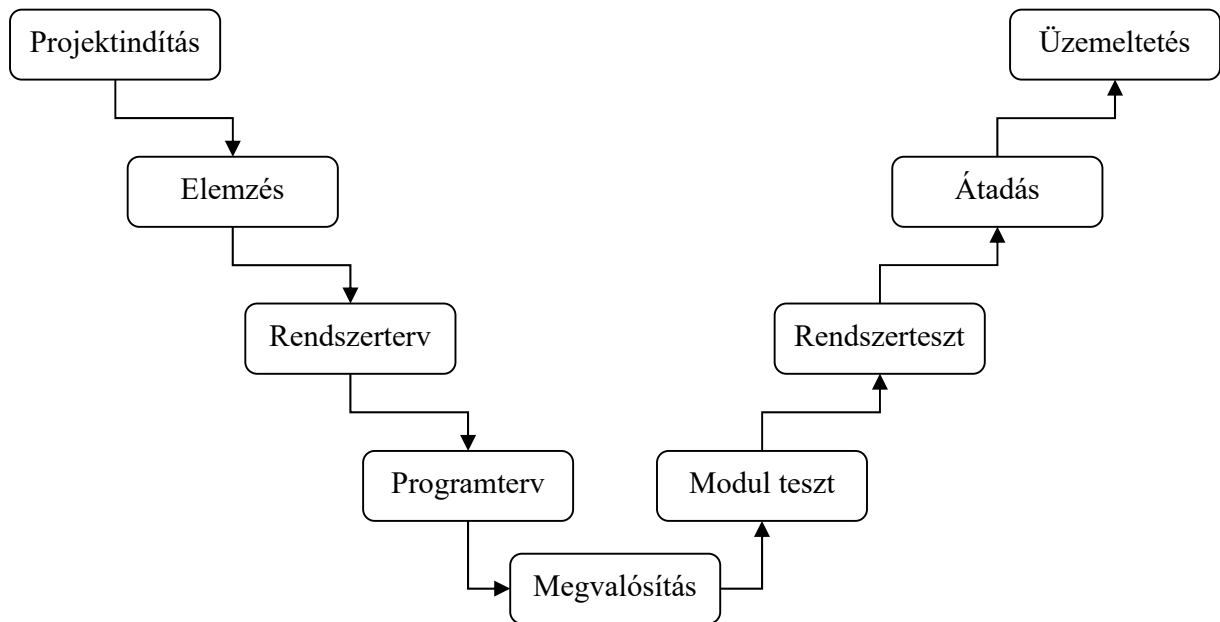 Projektindítás
Üzemeltetés
Elemzés
Átadás
Rendszerterv
Rendszerteszt
Programterv
Modul teszt
Megvalósítás